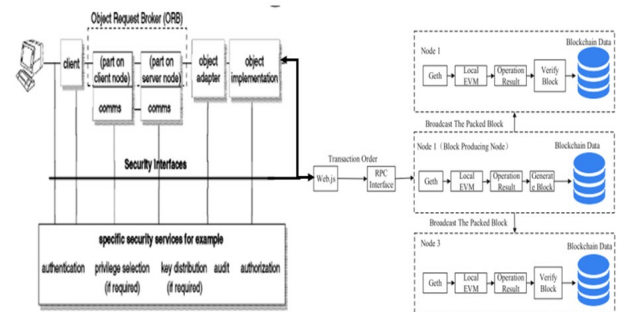 Object Request Broker (ORB)
client
(part on
client node)
(part on
server node)
object
adapter
object
implementation
comms
comms
Security Interfaces
specific security services for example
authentication
privilege selection
(if required)
key distribution
(if required)
audit
authorization
Transaction Order
Web.js
RPC
Interface
Node 1
Blockchain Data
Geth
Local
EVM
Operation
Result
Verify
Block
Broadcast The Packed Block
Node 1 (Block Producing Node)
Blockchain Data
Geth
Local
EVM
Operation
Result
Generat
e Block
Broadcast The Packed Block
Node 3
Blockchain Data
Geth
Local
EVM
Operation
Result
Verify
Block